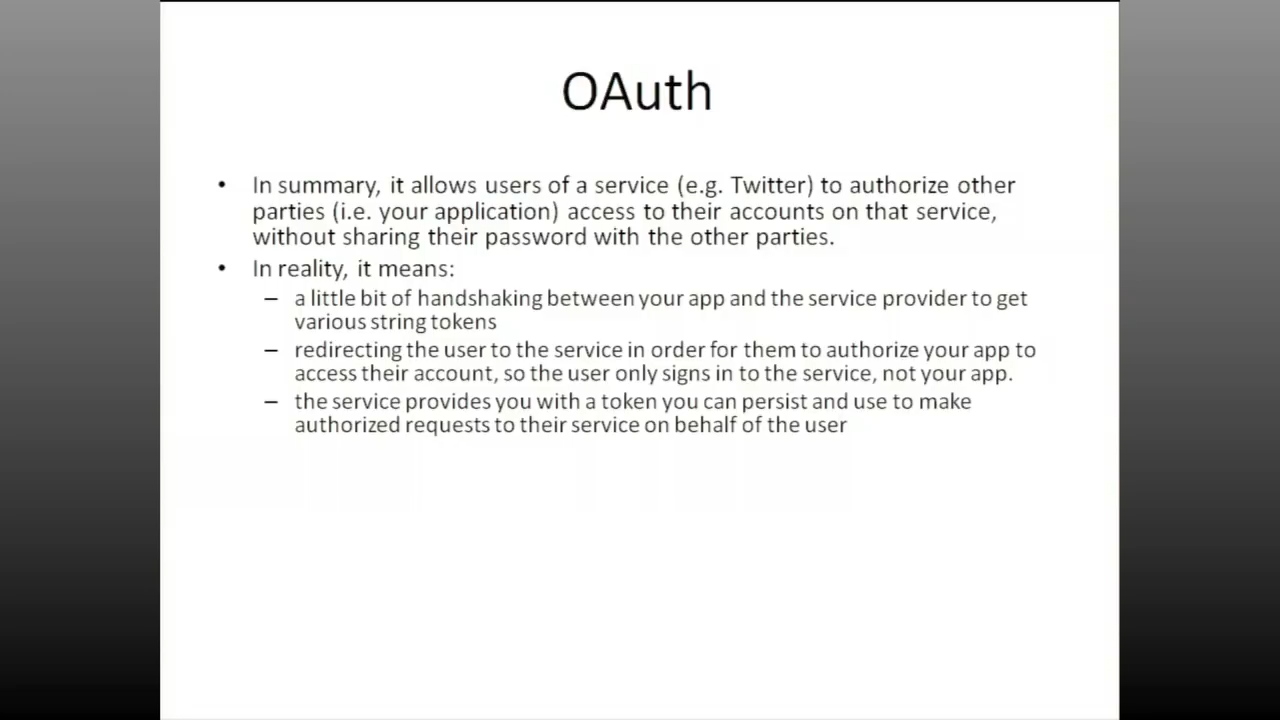 OAuth
• In summary, it allows users of a service (e.g. Twitter) to authorize other
parties (i.e. your application) access to their accounts on that service,
without sharing their password with the other parties.
• In reality, it means:
– a little bit of handshaking between your app and the service provider to get
various string tokens
– redirecting the user to the service in order for them to authorize your app to
access their account, so the user only signs in to the service, not your app.
– the service provides you with a token you can persist and use to make
authorized requests to their service on behalf of the user